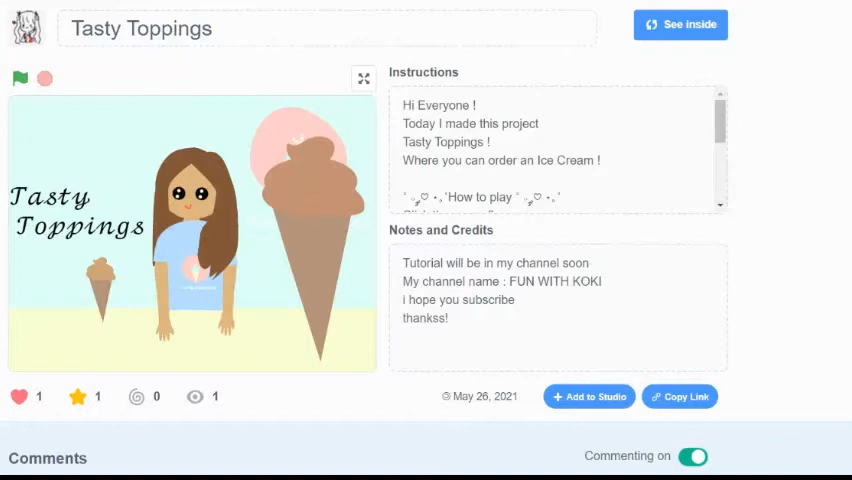 Tasty Toppings
See inside
Instructions
Hi Everyone !
Today I made this project
Tasty Toppings !
Where you can order an Ice Cream !
How to play
Tasty
Toppings
Notes and Credits
Tutorial will be in my channel soon
My channel name : FUN WITH KOKI
i hope you subscribe
thankss!
1
1
0
1
May 26, 2021
Add to Studio
Copy Link
Comments
Commenting on